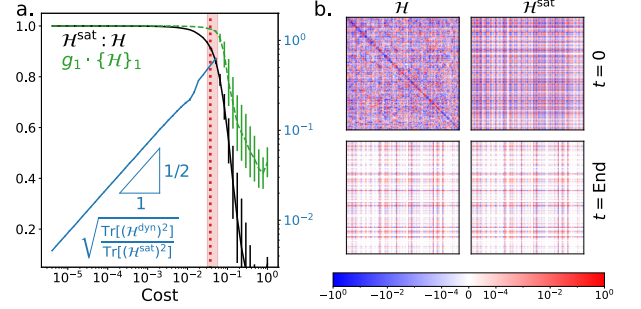 a.
b.
ℋ^sat : ℋ
g₁ · {ℋ}₁
1.0
0.8
0.6
0.4
0.2
10⁰
10⁻¹
10⁻²
1/2
1
√(Tr[(ℋ^dyn)²] / Tr[(ℋ^sat)²])
10⁻⁵ 10⁻⁴ 10⁻³ 10⁻² 10⁻¹ 10⁰
Cost
ℋ ℋ^sat
t = 0
t = End
−10⁰ −10⁻² −10⁻⁴ 0 10⁻⁴ 10⁻² 10⁰